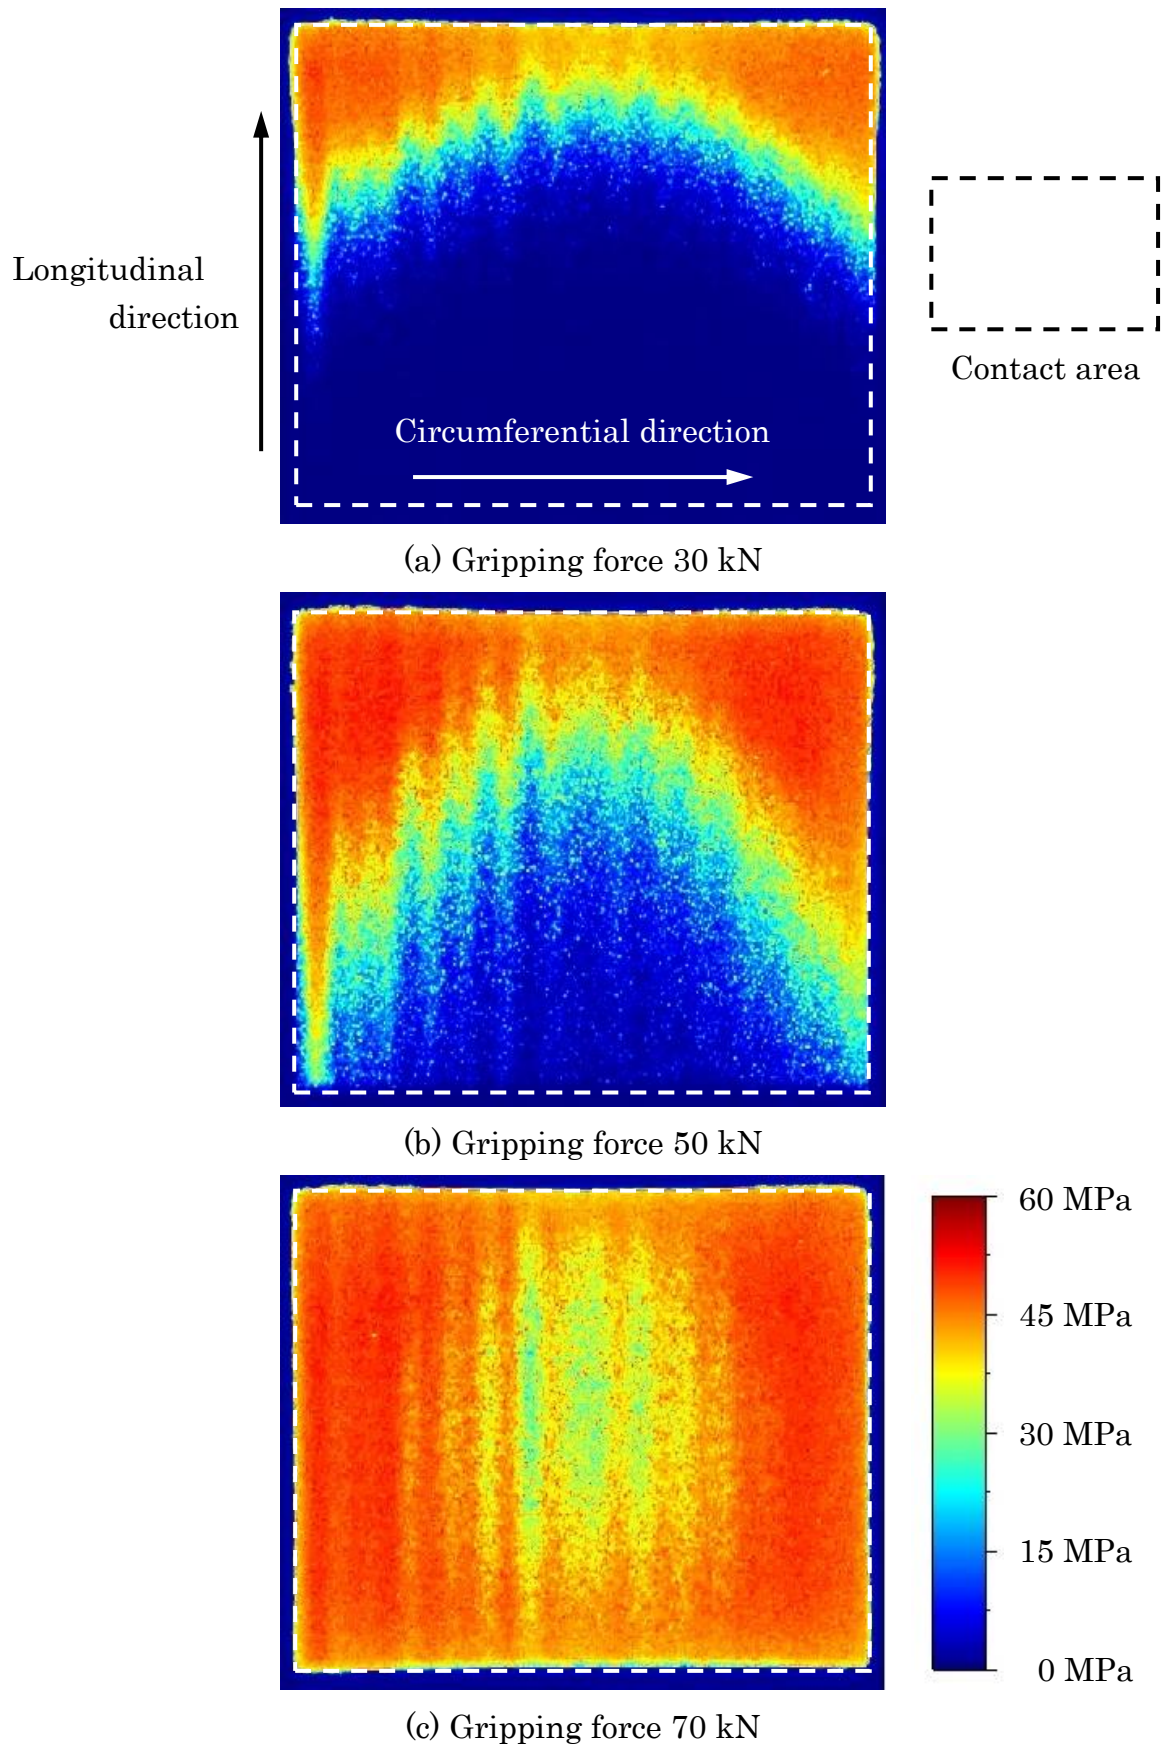 Longitudinal
direction
Circumferential direction
Contact area
(a) Gripping force 30 kN
(b) Gripping force 50 kN
60 MPa
45 MPa
30 MPa
15 MPa
0 MPa
(c) Gripping force 70 kN